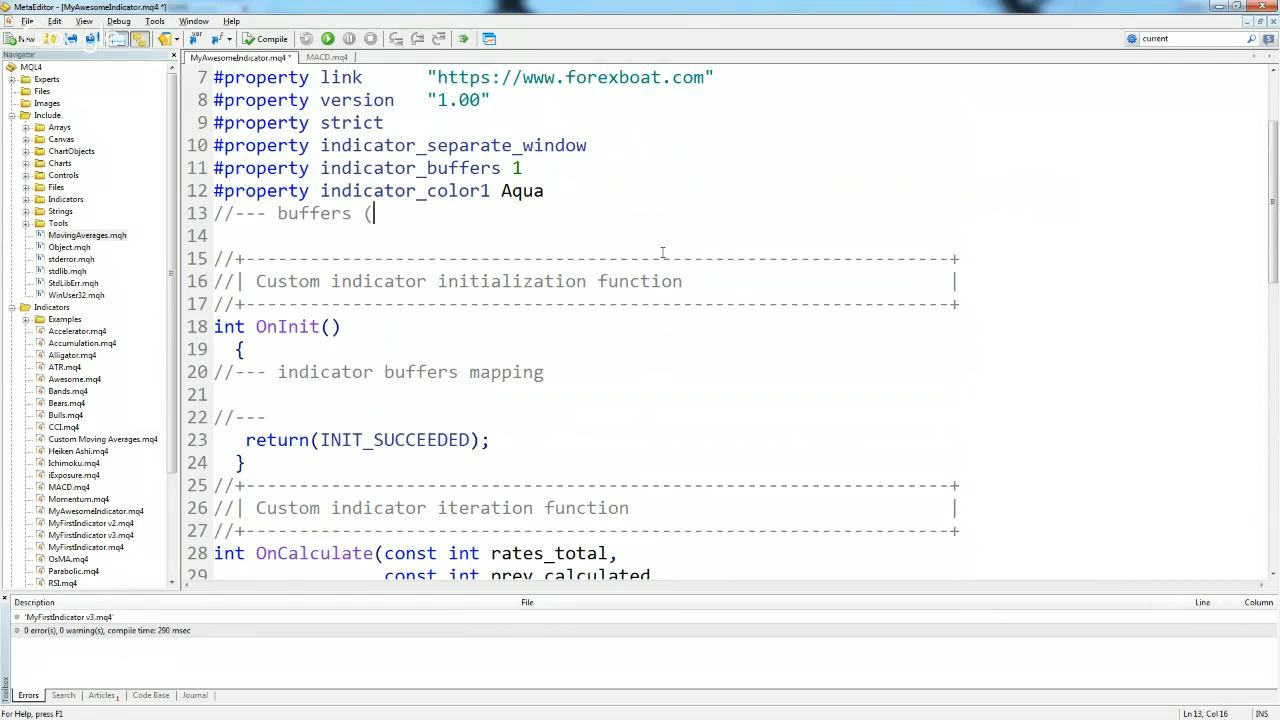 MetaEditor - [MyAwesomeIndicator.mq4 *]
File Edit View Debug Tools Window Help
New Compile current
Navigator
MyAwesomeIndicator.mq4 * MACD.mq4
MQL4
Experts
Files
Images
Include
Arrays
Canvas
ChartObjects
Charts
Controls
Files
Indicators
Strings
Tools
MovingAverages.mqh
Object.mqh
stderror.mqh
stdlib.mqh
StdLibErr.mqh
WinUser32.mqh
Indicators
Examples
Accelerator.mq4
Accumulation.mq4
Alligator.mq4
ATR.mq4
Awesome.mq4
Bands.mq4
Bears.mq4
Bulls.mq4
CCI.mq4
Custom Moving Averages.mq4
Heiken Ashi.mq4
Ichimoku.mq4
iExposure.mq4
MACD.mq4
Momentum.mq4
MyAwesomeIndicator.mq4
MyFirstIndicator v2.mq4
MyFirstIndicator v3.mq4
MyFirstIndicator.mq4
OsMA.mq4
Parabolic.mq4
RSI.mq4
7 #property link "https://www.forexboat.com"
8 #property version "1.00"
9 #property strict
10 #property indicator_separate_window
11 #property indicator_buffers 1
12 #property indicator_color1 Aqua
13 //--- buffers (
14
15 //+------------------------------------------------------------------+
16 //| Custom indicator initialization function |
17 //+------------------------------------------------------------------+
18 int OnInit()
19 {
20 //--- indicator buffers mapping
21
22 //---
23 return(INIT_SUCCEEDED);
24 }
25 //+------------------------------------------------------------------+
26 //| Custom indicator iteration function |
27 //+------------------------------------------------------------------+
28 int OnCalculate(const int rates_total,
29 const int prev_calculated
Description File Line Column
'MyFirstIndicator v3.mq4'
0 error(s), 0 warning(s), compile time: 290 msec
Toolbox
Errors Search Articles 1 Code Base Journal
For Help, press F1 Ln 13, Col 16 INS